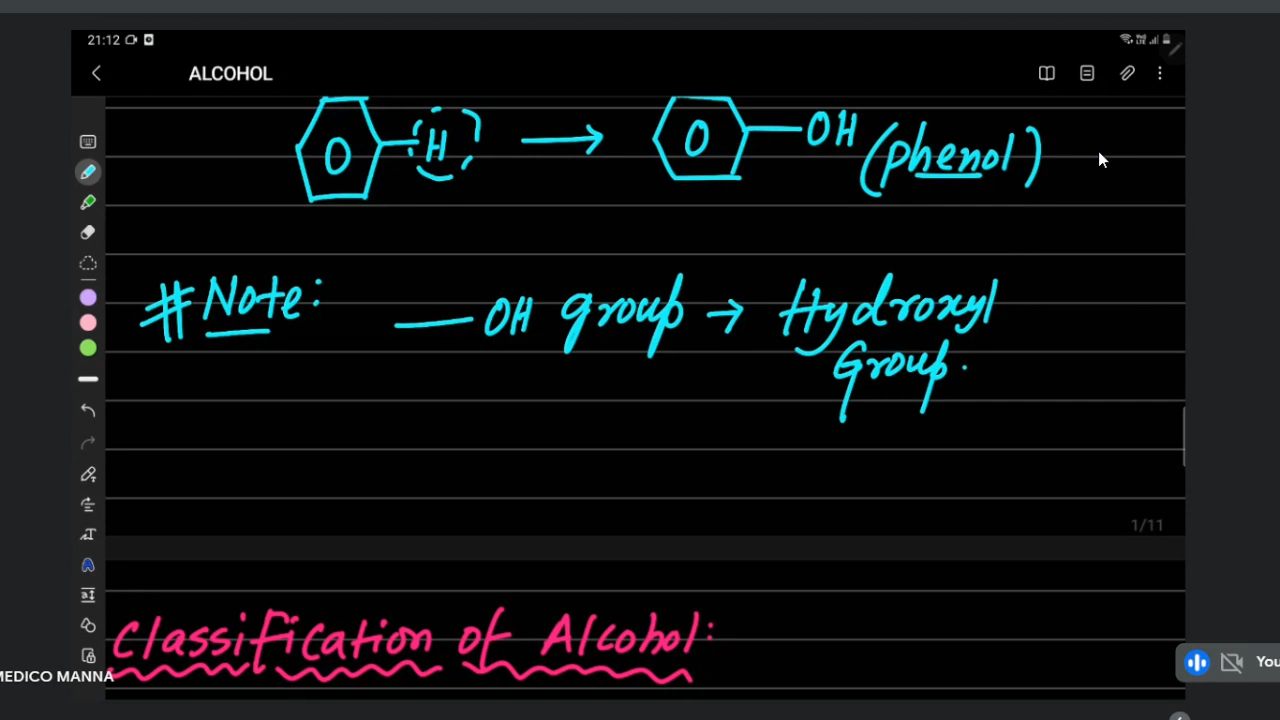 21:12
ALCOHOL
H → OH (phenol)
# Note: — OH group → Hydroxyl
Group.
1/11
Classification of Alcohol:
MEDICO MANNA
You